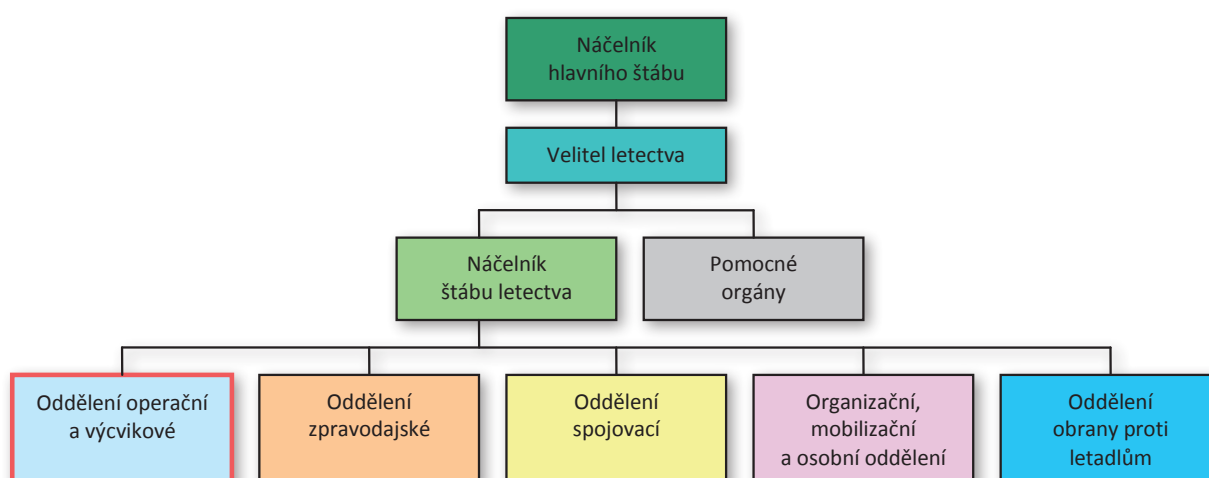 Náčelník
hlavního štábu
Velitel letectva
Náčelník
štábu letectva
Pomocné
orgány
Oddělení operační
a výcvikové
Oddělení
zpravodajské
Oddělení
spojovací
Organizační,
mobilizační
a osobní oddělení
Oddělení
obrany proti
letadlům